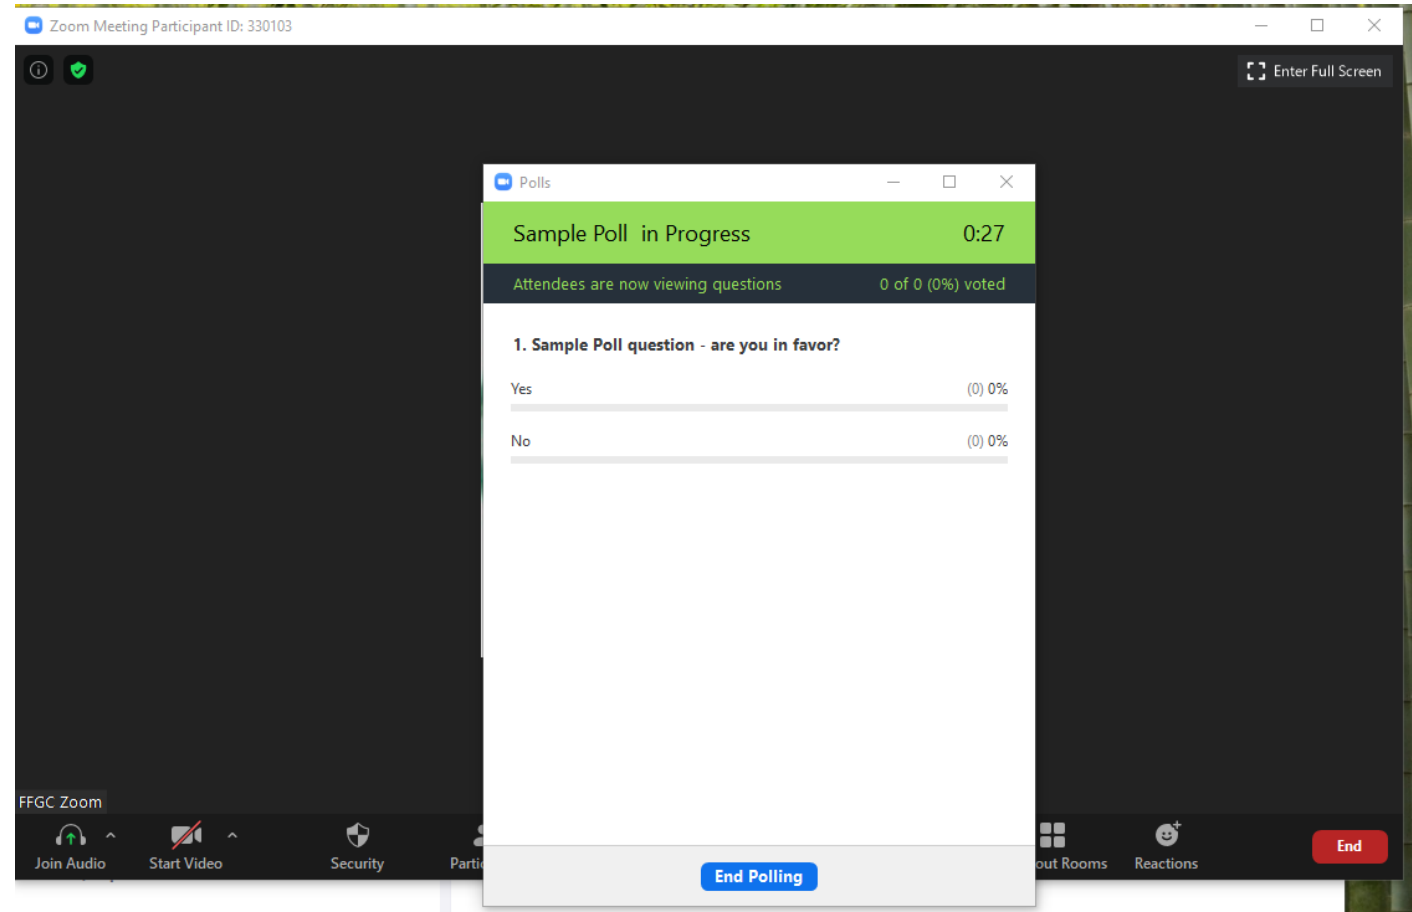 Zoom Meeting Participant ID: 330103
Enter Full Screen
Polls
Sample Poll in Progress 0:27
Attendees are now viewing questions 0 of 0 (0%) voted
1. Sample Poll question - are you in favor?
Yes (0) 0%
No (0) 0%
FFGC Zoom
Join Audio Start Video Security Partic out Rooms Reactions End
End Polling